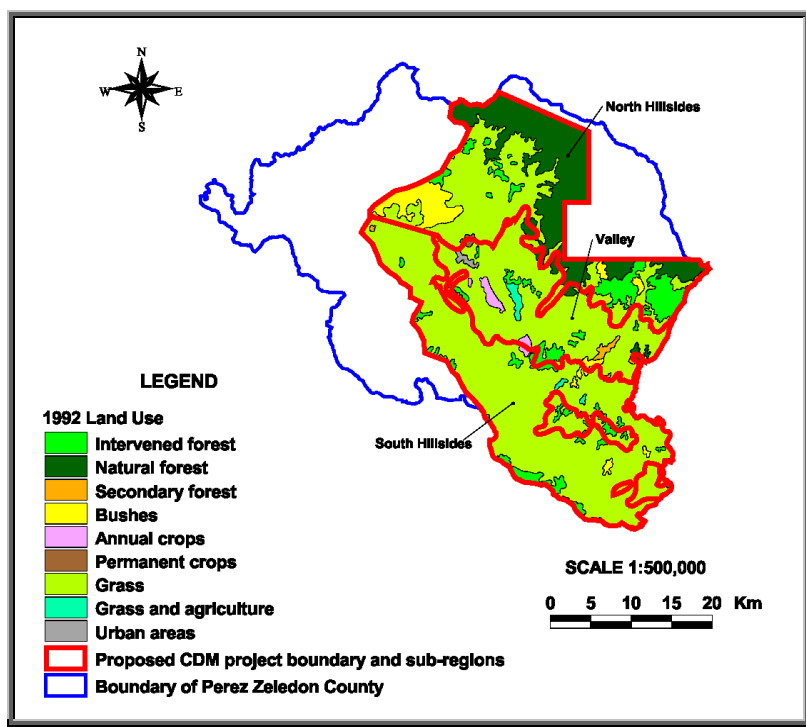 N
W E
S
North Hillsides
Valley
South Hillsides
LEGEND
1992 Land Use
Intervened forest
Natural forest
Secondary forest
Bushes
Annual crops
Permanent crops
Grass
Grass and agriculture
Urban areas
Proposed CDM project boundary and sub-regions
Boundary of Perez Zeledon County
SCALE 1:500,000
0 5 10 15 20 Km